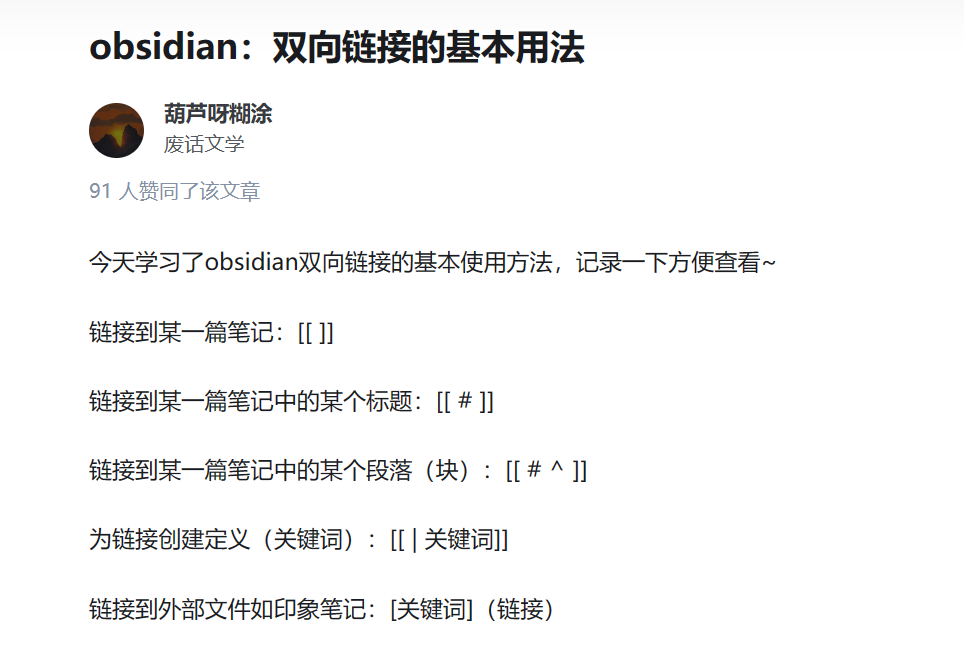 obsidian：双向链接的基本用法
葫芦呀糊涂
废话文学
91 人赞同了该文章
今天学习了obsidian双向链接的基本使用方法，记录一下方便查看~
链接到某一篇笔记：[[ ]]
链接到某一篇笔记中的某个标题：[[ # ]]
链接到某一篇笔记中的某个段落（块）：[[ # ^ ]]
为链接创建定义（关键词）：[[ | 关键词]]
链接到外部文件如印象笔记：[关键词]（链接）